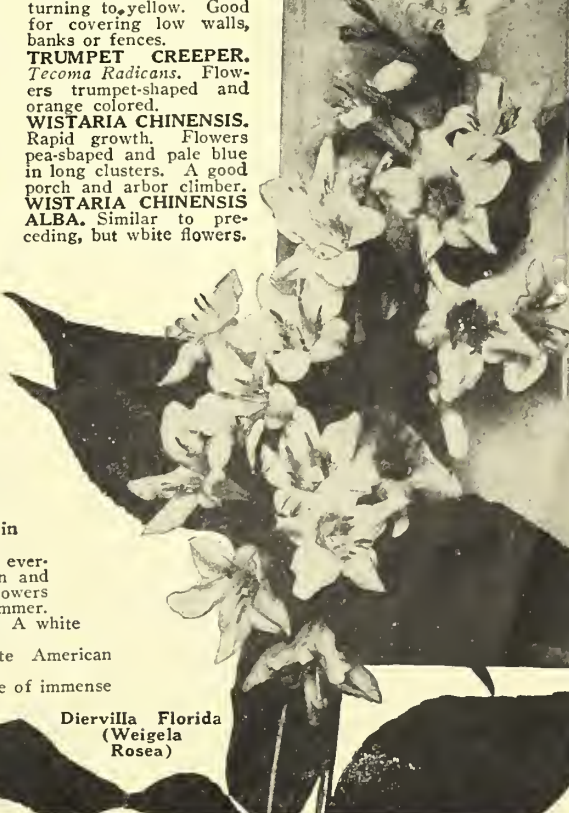 turning to yellow. Good
for covering low walls,
banks or fences.
TRUMPET CREEPER.
Tecoma Radicans. Flow-
ers trumpet-shaped and
orange colored.
WISTARIA CHINENSIS.
Rapid growth. Flowers
pea-shaped and pale blue
in long clusters. A good
porch and arbor climber.
WISTARIA CHINENSIS
ALBA. Similar to pre-
ceding, but white flowers.
in
ever-
and
A white
American
of immense
Diervilla Florida
(Weigela
Rosea)